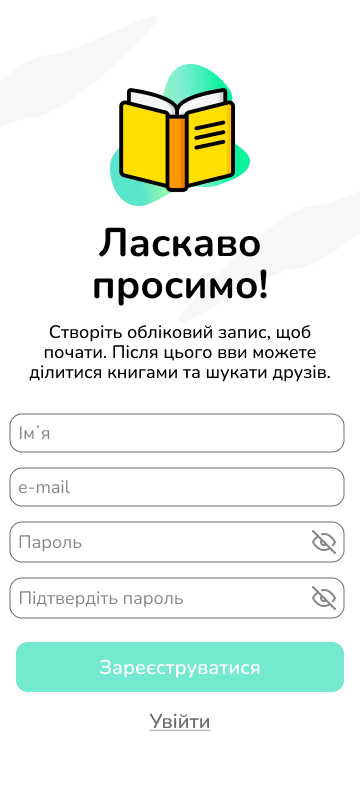 Ласкаво
просимо!
Створіть обліковий запис, щоб
почати. Після цього вви можете
ділитися книгами та шукати друзів.
Ім’я
e-mail
Пароль
Підтвердіть пароль
Зареєструватися
Увійти